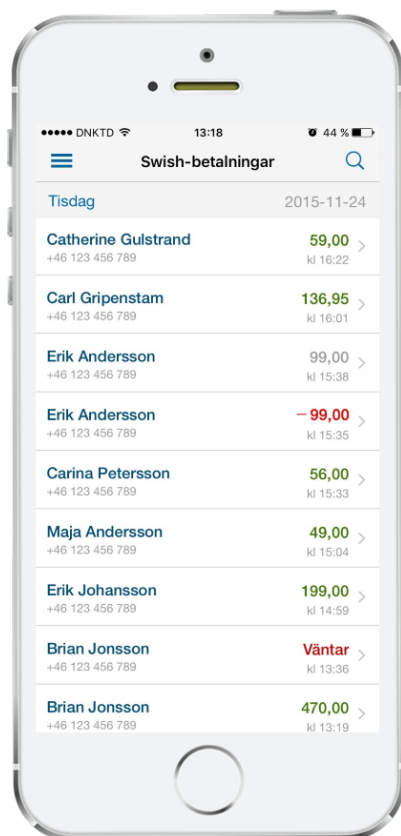 DNKTD 13:18 44 %
Swish-betalningar
Tisdag 2015-11-24
Catherine Gulstrand 59,00
+46 123 456 789 kl 16:22
Carl Gripenstam 136,95
+46 123 456 789 kl 16:01
Erik Andersson 99,00
+46 123 456 789 kl 15:38
Erik Andersson – 99,00
+46 123 456 789 kl 15:35
Carina Petersson 56,00
+46 123 456 789 kl 15:33
Maja Andersson 49,00
+46 123 456 789 kl 15:04
Erik Johansson 199,00
+46 123 456 789 kl 14:59
Brian Jonsson Väntar
+46 123 456 789 kl 13:36
Brian Jonsson 470,00
+46 123 456 789 kl 13:19